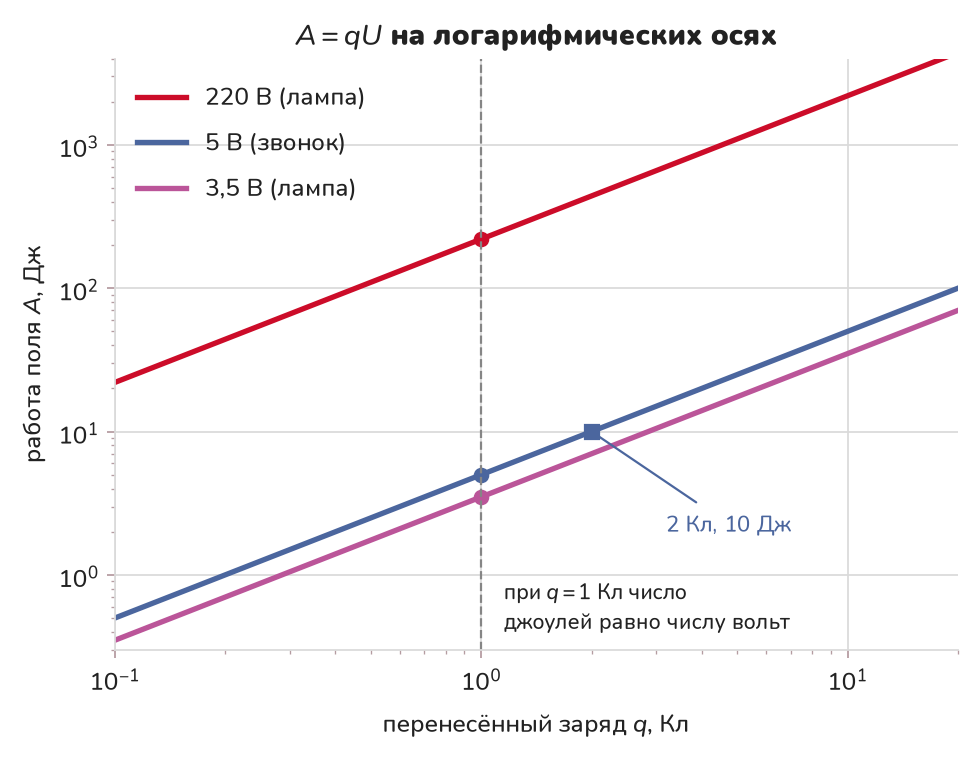 A = qU на логарифмических осях
220 В (лампа)
5 В (звонок)
3,5 В (лампа)
10³
10²
10¹
10⁰
работа поля A, Дж
2 Кл, 10 Дж
при q = 1 Кл число
джоулей равно числу вольт
10⁻¹
10⁰
10¹
перенесённый заряд q, Кл